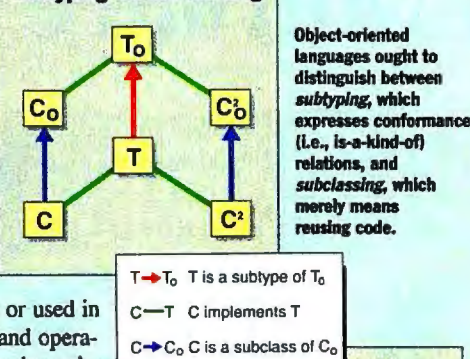 T₀
C₀
C²₀
T
C
C²
Object-oriented
languages ought to
distinguish between
subtyping, which
expresses conformance
(i.e., is-a-kind-of)
relations, and
subclassing, which
merely means
reusing code.
T→T₀ T is a subtype of T₀
C—T C implements T
C→C₀ C is a subclass of C₀
or used in
and opera-